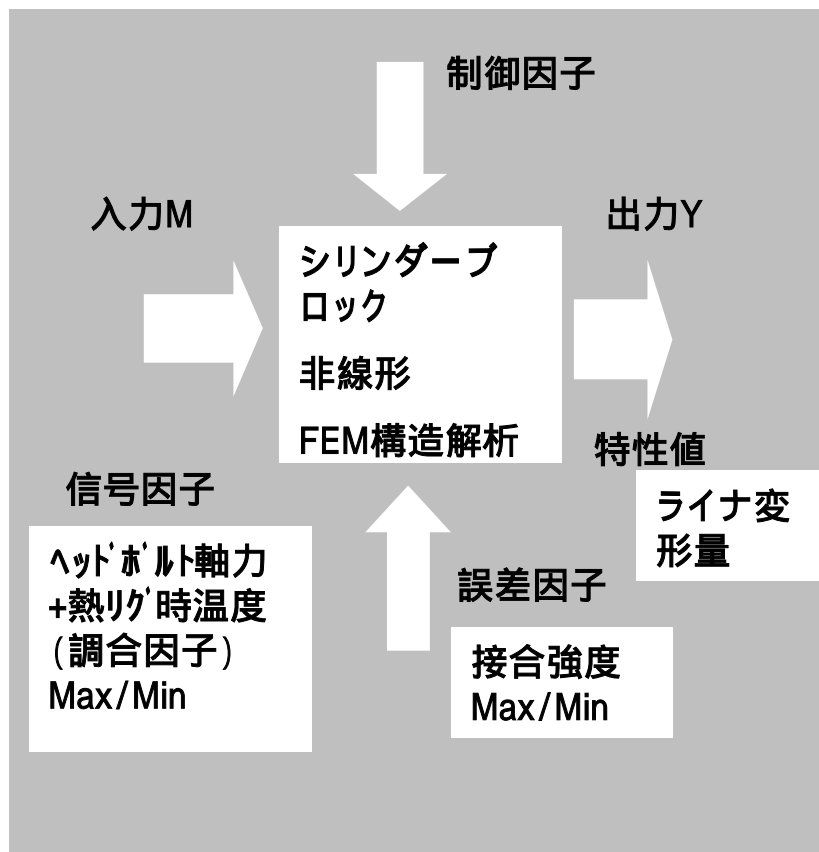 制御因子
入力M
出力Y
シリンダーブ
ロック
非線形
FEM構造解析
特性値
ライナ変
形量
信号因子
ﾍｯﾄﾞﾎﾞﾙﾄ軸力
+熱ﾘｸﾞ時温度
(調合因子)
Max/Min
誤差因子
接合強度
Max/Min